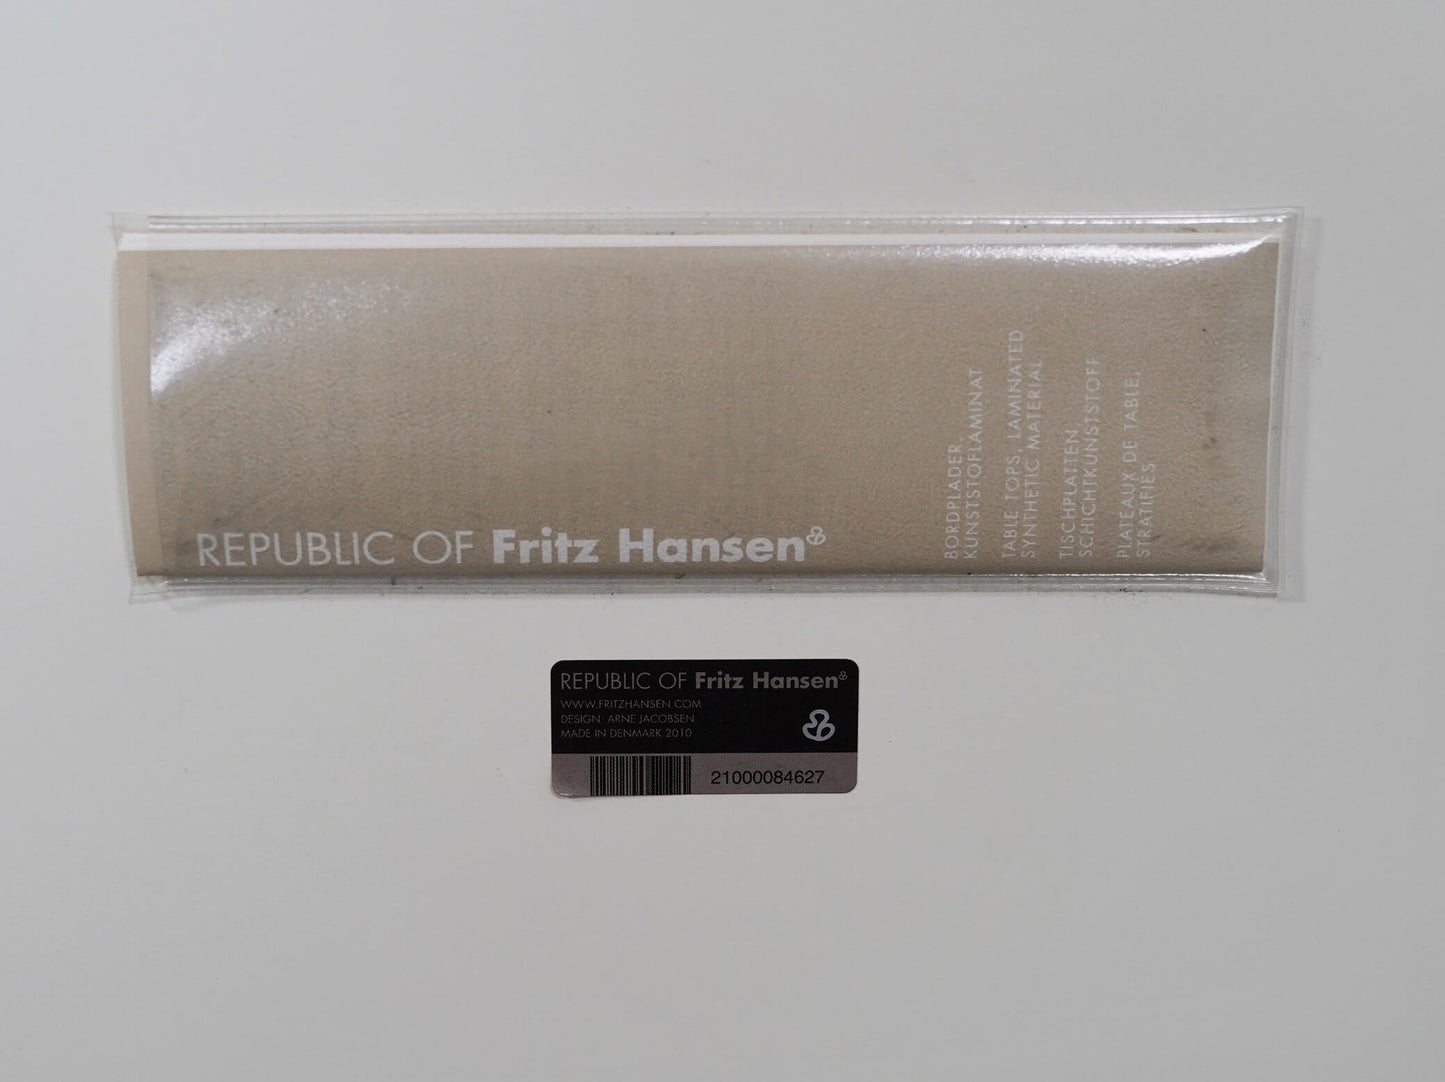 REPUBLIC OF Fritz Hansen
BORDPLADER,
KUNSTSTOFLAMINAT
TABLE TOPS, LAMINATED
SYNTHETIC MATERIAL
TISCHPLATTEN,
SCHICHTKUNSTSTOFF
PLATEAUX DE TABLE,
STRATIFIES
REPUBLIC OF Fritz Hansen
WWW.FRITZHANSEN.COM
DESIGN: ARNE JACOBSEN
MADE IN DENMARK 2010
21000084627